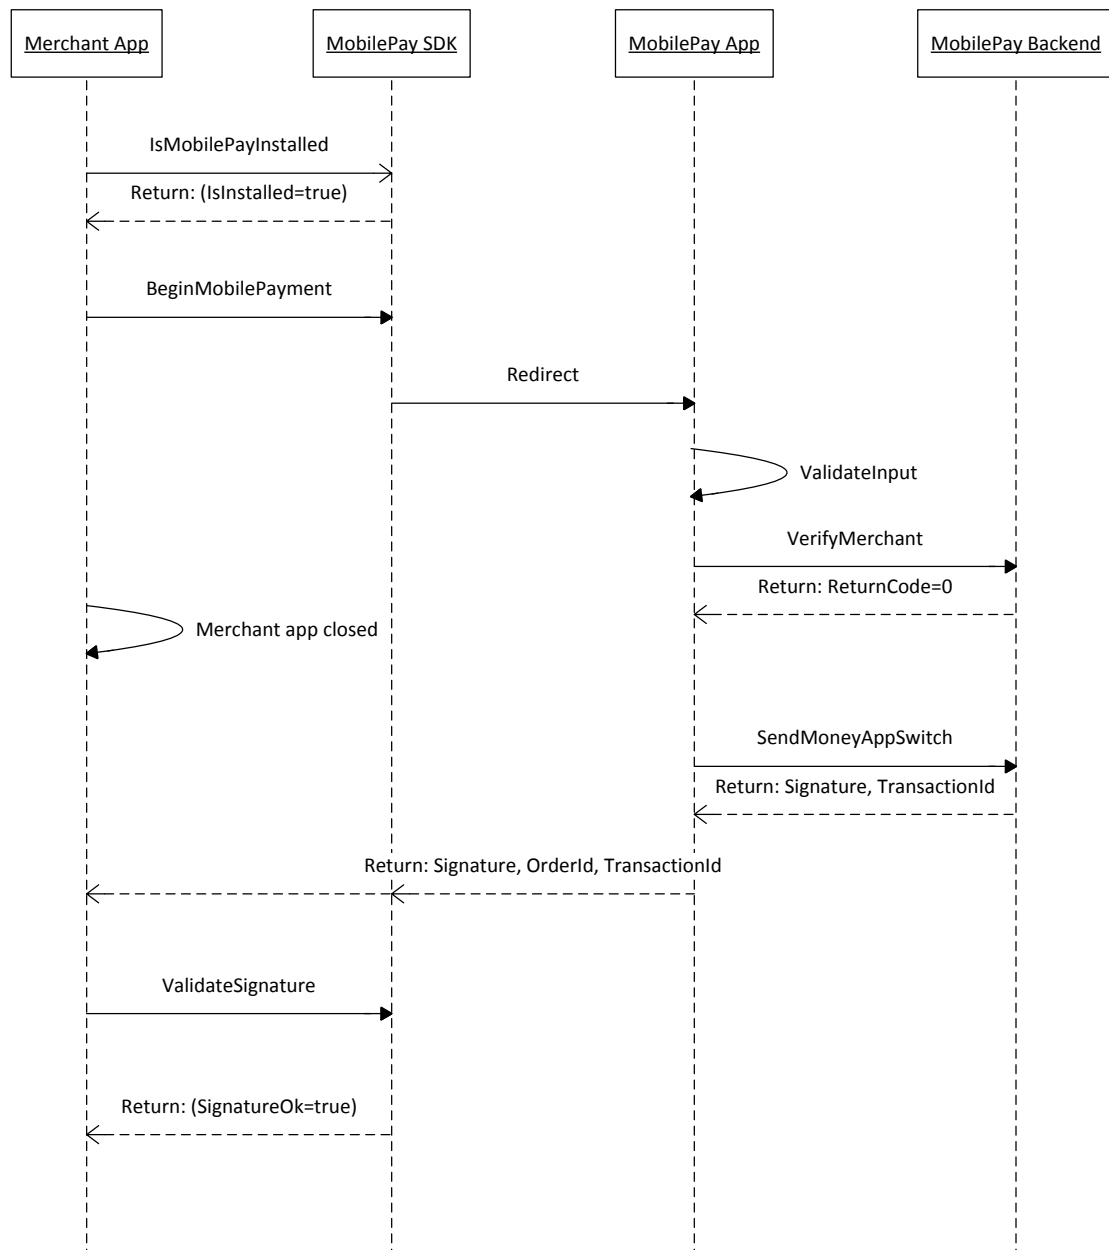 Merchant App
MobilePay SDK
MobilePay App
MobilePay Backend
IsMobilePayInstalled
Return: (IsInstalled=true)
BeginMobilePayment
Redirect
ValidateInput
VerifyMerchant
Return: ReturnCode=0
Merchant app closed
SendMoneyAppSwitch
Return: Signature, TransactionId
Return: Signature, OrderId, TransactionId
ValidateSignature
Return: (SignatureOk=true)